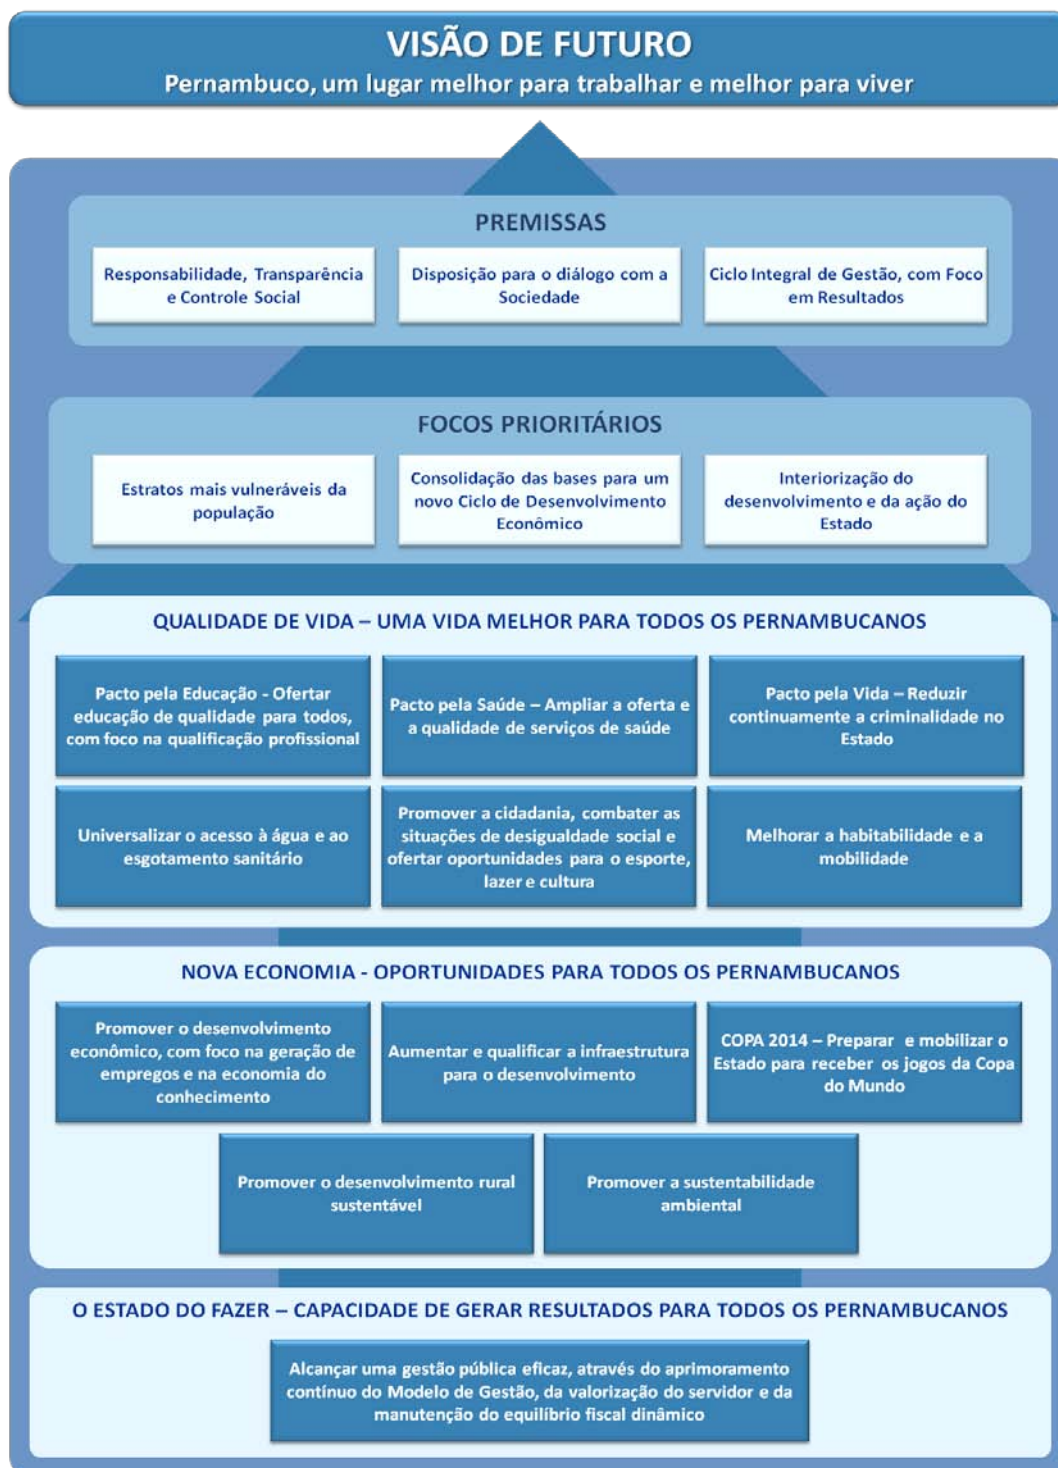 VISÃO DE FUTURO
Pernambuco, um lugar melhor para trabalhar e melhor para viver
PREMISSAS
Responsabilidade, Transparência
e Controle Social
Disposição para o diálogo com a
Sociedade
Ciclo Integral de Gestão, com Foco
em Resultados
FOCOS PRIORITÁRIOS
Estratos mais vulneráveis da
população
Consolidação das bases para um
novo Ciclo de Desenvolvimento
Econômico
Interiorização do
desenvolvimento e da ação do
Estado
QUALIDADE DE VIDA – UMA VIDA MELHOR PARA TODOS OS PERNAMBUCANOS
Pacto pela Educação - Ofertar
educação de qualidade para todos,
com foco na qualificação profissional
Pacto pela Saúde – Ampliar a oferta e
a qualidade de serviços de saúde
Pacto pela Vida – Reduzir
continuamente a criminalidade no
Estado
Universalizar o acesso à água e ao
esgotamento sanitário
Promover a cidadania, combater as
situações de desigualdade social e
ofertar oportunidades para o esporte,
lazer e cultura
Melhorar a habitabilidade e a
mobilidade
NOVA ECONOMIA - OPORTUNIDADES PARA TODOS OS PERNAMBUCANOS
Promover o desenvolvimento
econômico, com foco na geração de
empregos e na economia do
conhecimento
Aumentar e qualificar a infraestrutura
para o desenvolvimento
COPA 2014 – Preparar e mobilizar o
Estado para receber os jogos da Copa
do Mundo
Promover o desenvolvimento rural
sustentável
Promover a sustentabilidade
ambiental
O ESTADO DO FAZER – CAPACIDADE DE GERAR RESULTADOS PARA TODOS OS PERNAMBUCANOS
Alcançar uma gestão pública eficaz, através do aprimoramento
contínuo do Modelo de Gestão, da valorização do servidor e da
manutenção do equilíbrio fiscal dinâmico